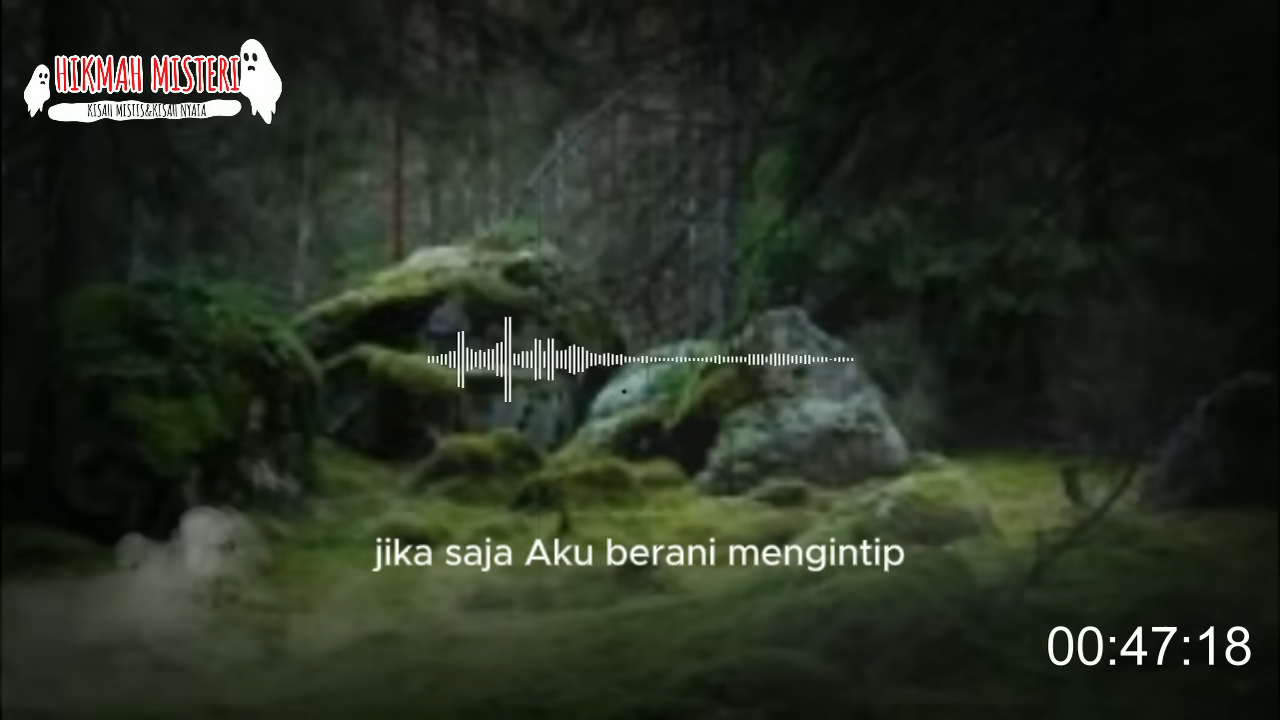 HIKMAH MISTERI
KISAH MISTIS&KISAH NYATA
jika saja Aku berani mengintip
00:47:18